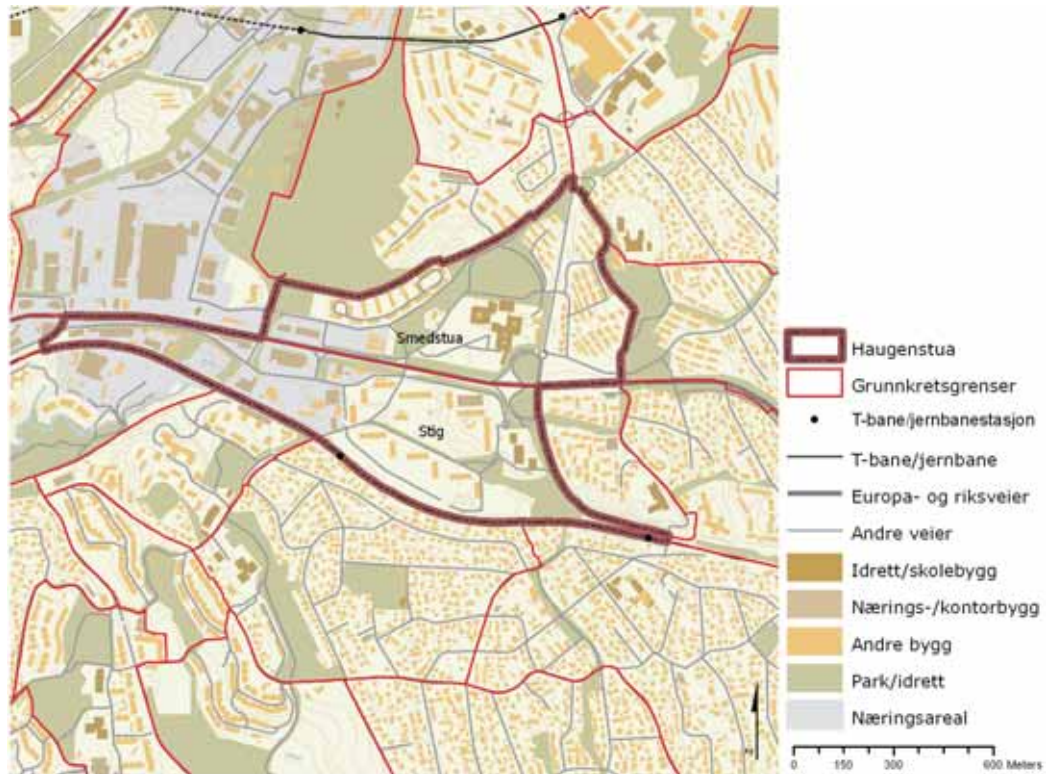 Smedstua
Stig
Haugenstua
Grunnkretsgrenser
T-bane/jernbanestasjon
T-bane/jernbane
Europa- og riksveier
Andre veier
Idrett/skolebygg
Nærings-/kontorbygg
Andre bygg
Park/idrett
Næringsareal
0 150 300 600 Meters